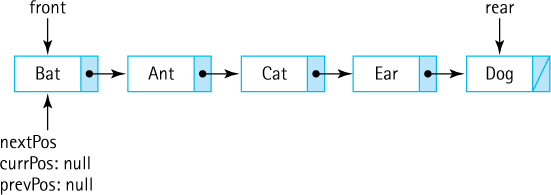 front
rear
Bat
Ant
Cat
Ear
Dog
nextPos
currPos: null
prevPos: null